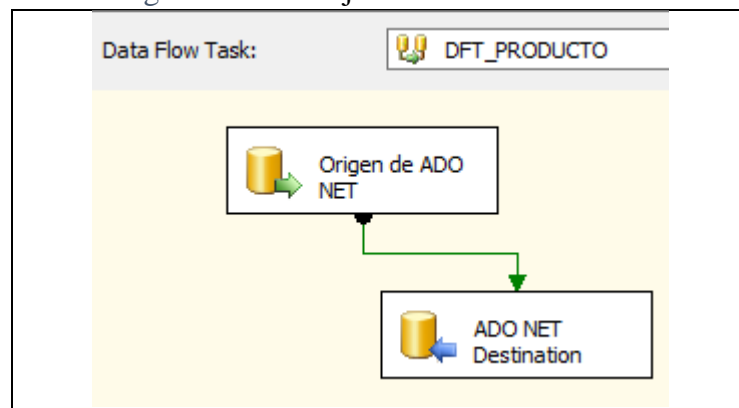 Data Flow Task:
DFT_PRODUCTO
Origen de ADO
NET
ADO NET
Destination